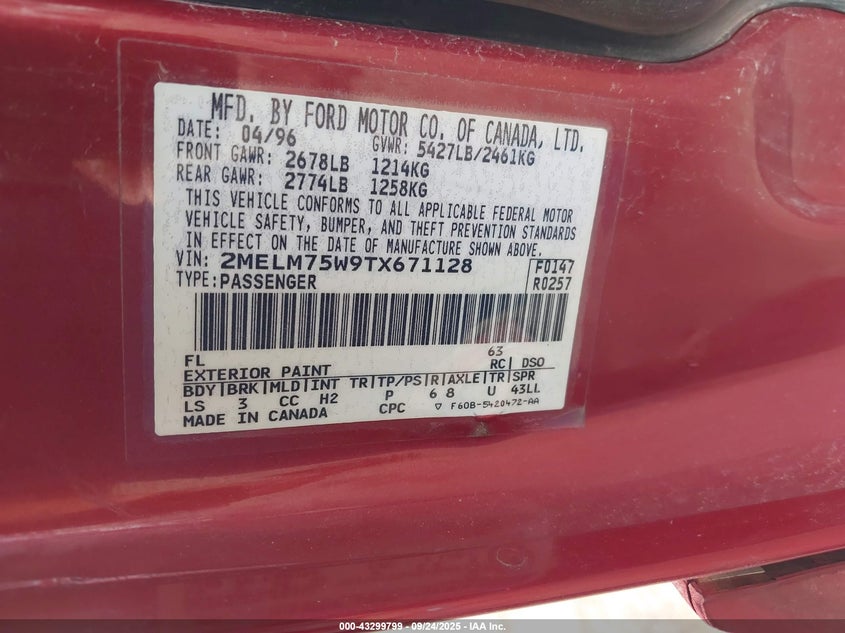 MFD. BY FORD MOTOR CO. OF CANADA, LTD.
DATE: 04/96 GVWR: 5427LB/2461KG
FRONT GAWR: 2678LB 1214KG
REAR GAWR: 2774LB 1258KG
THIS VEHICLE CONFORMS TO ALL APPLICABLE FEDERAL MOTOR
VEHICLE SAFETY, BUMPER, AND THEFT PREVENTION STANDARDS
IN EFFECT ON THE DATE OF MANUFACTURE SHOWN ABOVE.
VIN: 2MELM75W9TX671128 F0147
TYPE: PASSENGER R0257
FL 63
EXTERIOR PAINT RC| DSO
BDY|BRK|MLD|INT TR|TP/PS|R|AXLE|TR|SPR
LS 3 CC H2 P 6 8 U 43LL
MADE IN CANADA CPC ▽ F60B-5420472-AA
000-43299799 - 09/24/2025 - IAA Inc.